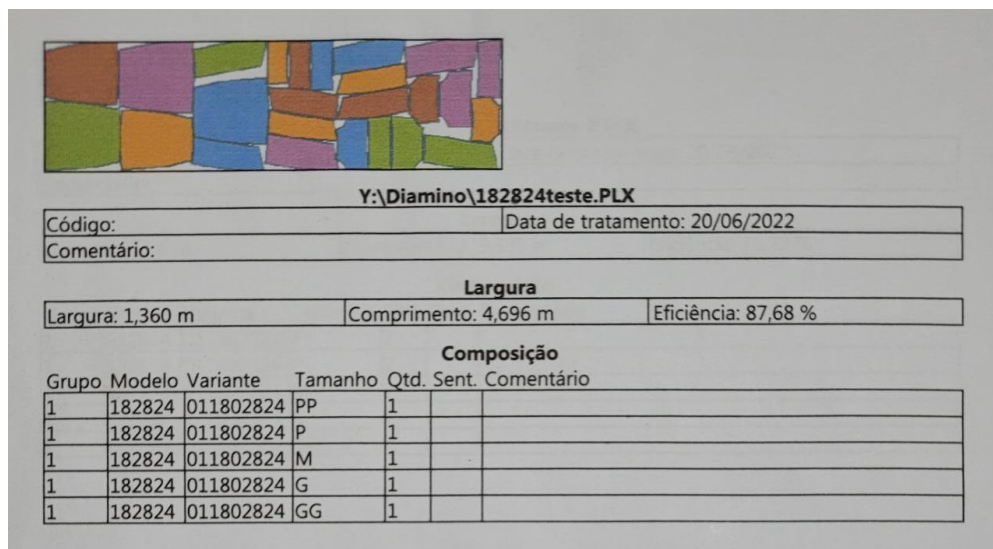 Y:\Diamino\182824teste.PLX
Código: Data de tratamento: 20/06/2022
Comentário:
Largura
Largura: 1,360 m Comprimento: 4,696 m Eficiência: 87,68 %
Composição
Grupo Modelo Variante Tamanho Qtd. Sent. Comentário
1 182824 011802824 PP 1
1 182824 011802824 P 1
1 182824 011802824 M 1
1 182824 011802824 G 1
1 182824 011802824 GG 1